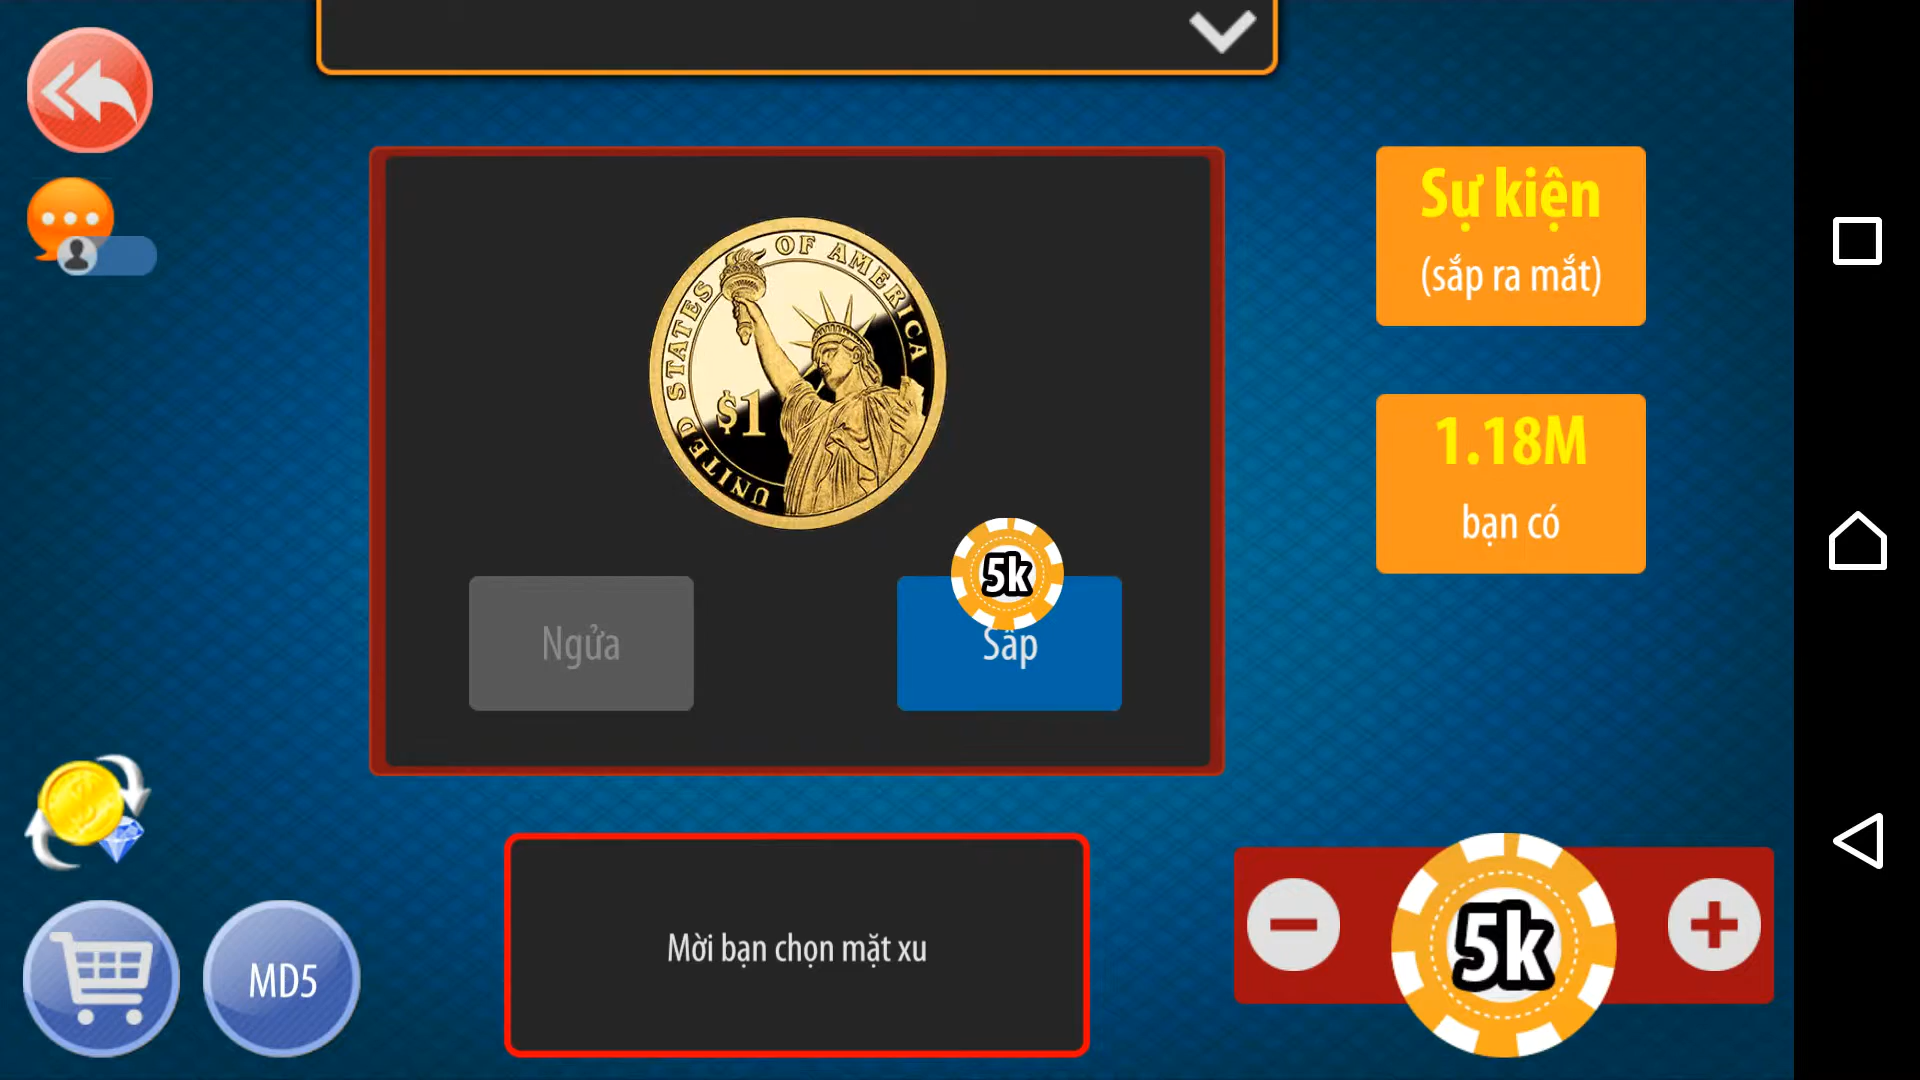 UNITED STATES OF AMERICA
$1
Sự kiện
(sắp ra mắt)
1.18M
bạn có
5k
Ngửa
Sấp
Mời bạn chọn mặt xu
MD5
5k